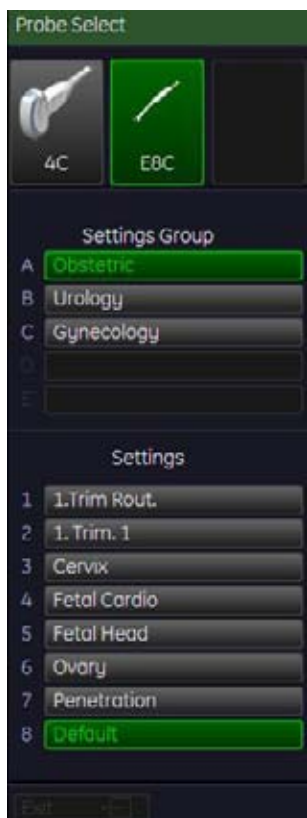 Probe Select
4C E8C
Settings Group
A Obstetric
B Urology
C Gynecology
D
E
Settings
1 1.Trim Rout.
2 1. Trim. 1
3 Cervix
4 Fetal Cardio
5 Fetal Head
6 Ovary
7 Penetration
8 Default
Exit